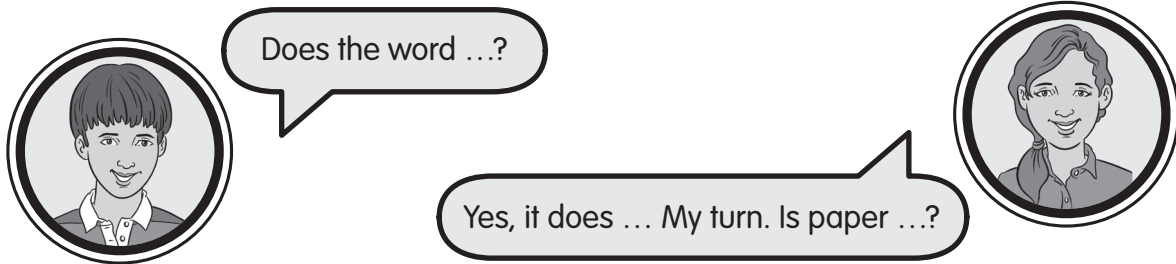 Does the word …?
Yes, it does … My turn. Is paper …?